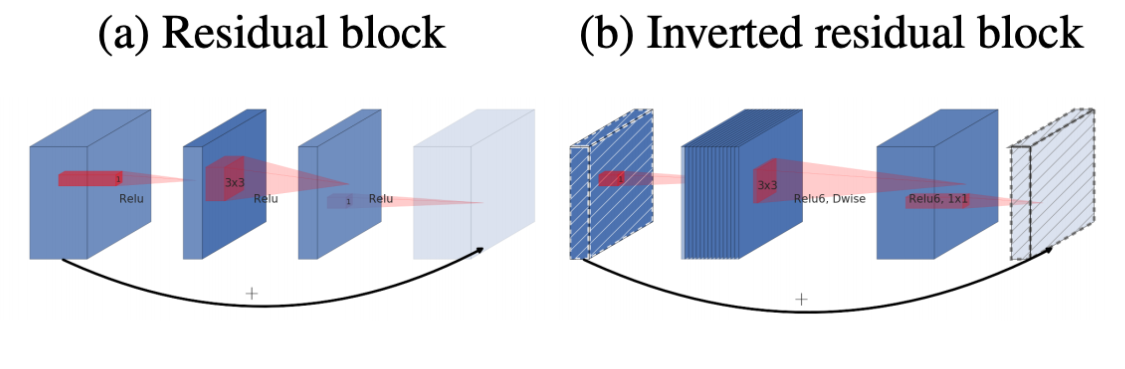 (a) Residual block
(b) Inverted residual block
1
Relu
3x3
Relu
1
Relu
+
1
3x3
Relu6, Dwise
Relu6, 1x1
+